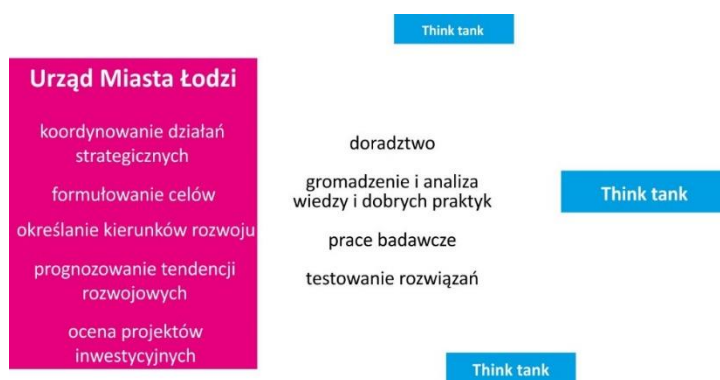 Think tank
Urząd Miasta Łodzi
koordynowanie działań
strategicznych
formułowanie celów
określanie kierunków rozwoju
prognozowanie tendencji
rozwojowych
ocena projektów
inwestycyjnych
doradztwo
gromadzenie i analiza
wiedzy i dobrych praktyk
prace badawcze
testowanie rozwiązań
Think tank
Think tank